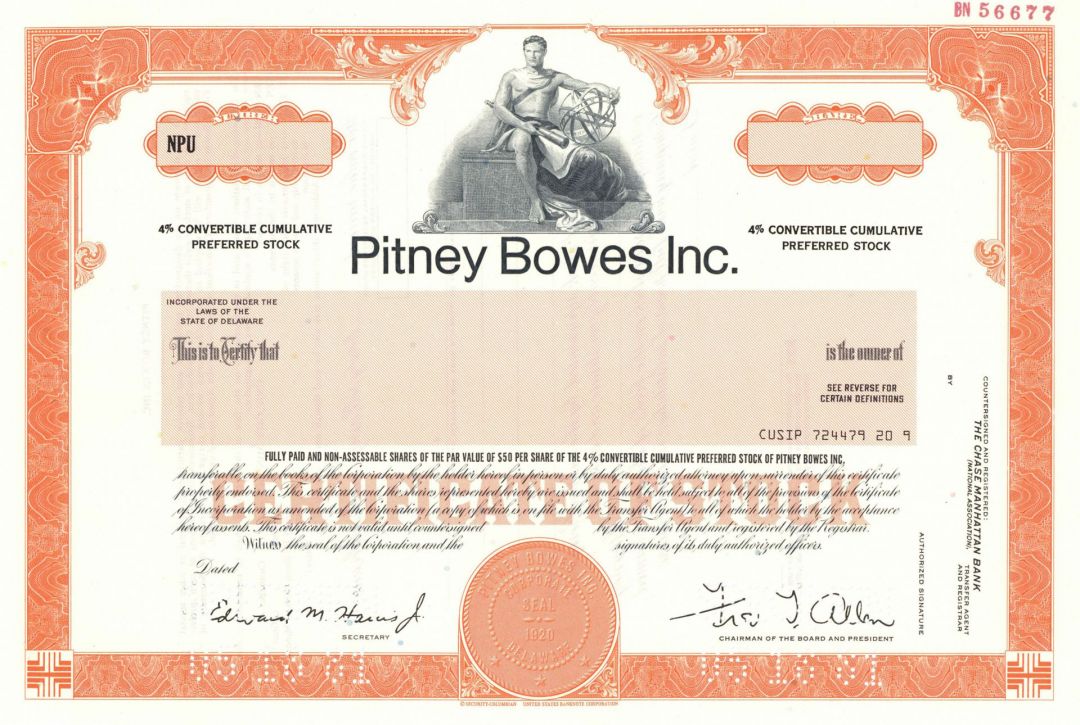 BN 56677
NUMBER
SHARES
NPU
4% CONVERTIBLE CUMULATIVE
PREFERRED STOCK
4% CONVERTIBLE CUMULATIVE
PREFERRED STOCK
Pitney Bowes Inc.
INCORPORATED UNDER THE
LAWS OF THE
STATE OF DELAWARE
This is to Certify that
is the owner of
SEE REVERSE FOR
CERTAIN DEFINITIONS
CUSIP 724479 20 9
FULLY PAID AND NON-ASSESSABLE SHARES OF THE PAR VALUE OF $50 PER SHARE OF THE 4% CONVERTIBLE CUMULATIVE PREFERRED STOCK OF PITNEY BOWES INC.
transferable on the books of the Corporation by the holder hereof in person or by duly authorized attorney upon surrender of this certificate
properly endorsed. This certificate and the shares represented hereby are issued and shall be held subject to all of the provisions of the Certificate
of Incorporation as amended of the Corporation (a copy of which is on file with the Transfer Agent), to all of which the holder by the acceptance
hereof assents. This certificate is not valid until countersigned by the Transfer Agent and registered by the Registrar.
Witness the seal of the Corporation and the signatures of its duly authorized officers.
Dated
PITNEY BOWES INC.
CORPORATE
SEAL
1920
DELAWARE
SECRETARY
CHAIRMAN OF THE BOARD AND PRESIDENT
COUNTERSIGNED AND REGISTERED:
THE CHASE MANHATTAN BANK
(NATIONAL ASSOCIATION),
TRANSFER AGENT
AND REGISTRAR
BY
AUTHORIZED SIGNATURE
© SECURITY-COLUMBIAN UNITED STATES BANKNOTE CORPORATION